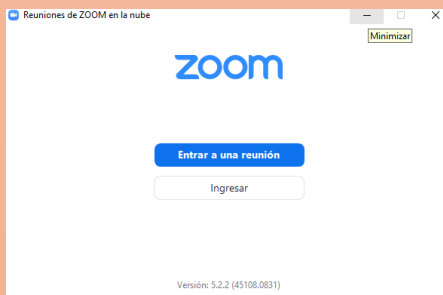 Reuniones de ZOOM en la nube
Minimizar
zoom
Entrar a una reunión
Ingresar
Versión: 5.2.2 (45108.0831)